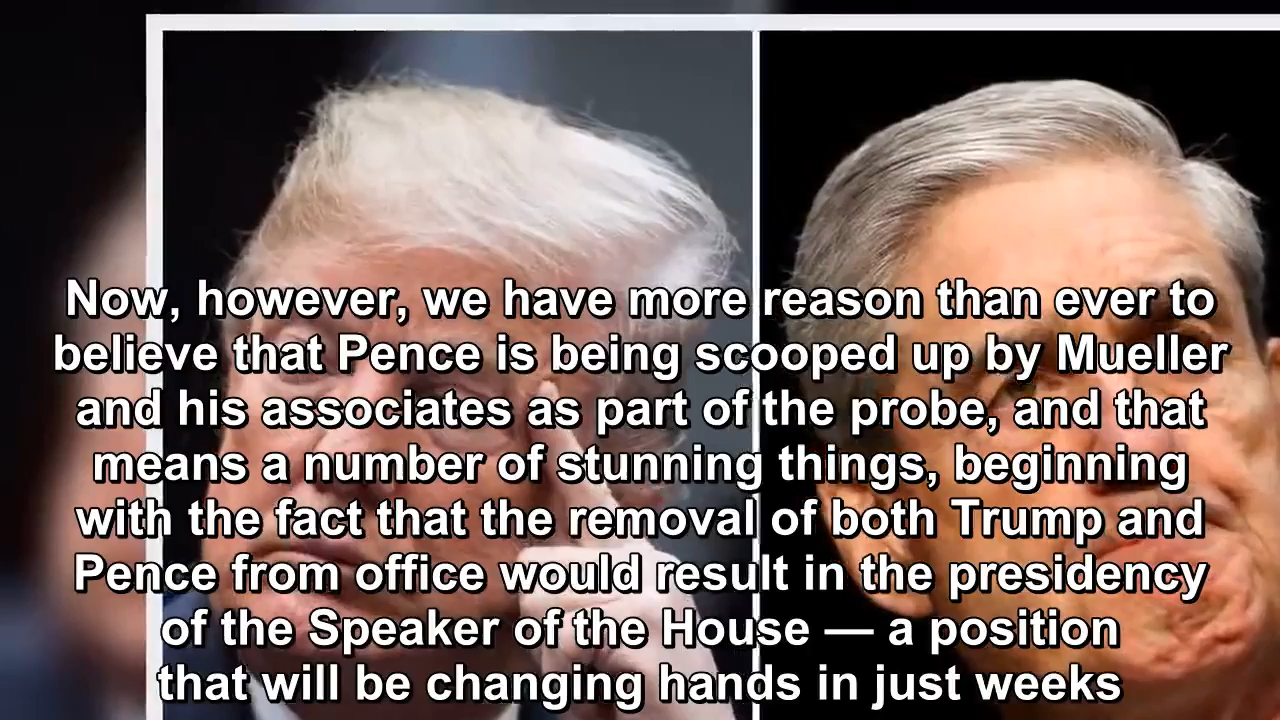 Now, however, we have more reason than ever to
believe that Pence is being scooped up by Mueller
and his associates as part of the probe, and that
means a number of stunning things, beginning
with the fact that the removal of both Trump and
Pence from office would result in the presidency
of the Speaker of the House — a position
that will be changing hands in just weeks